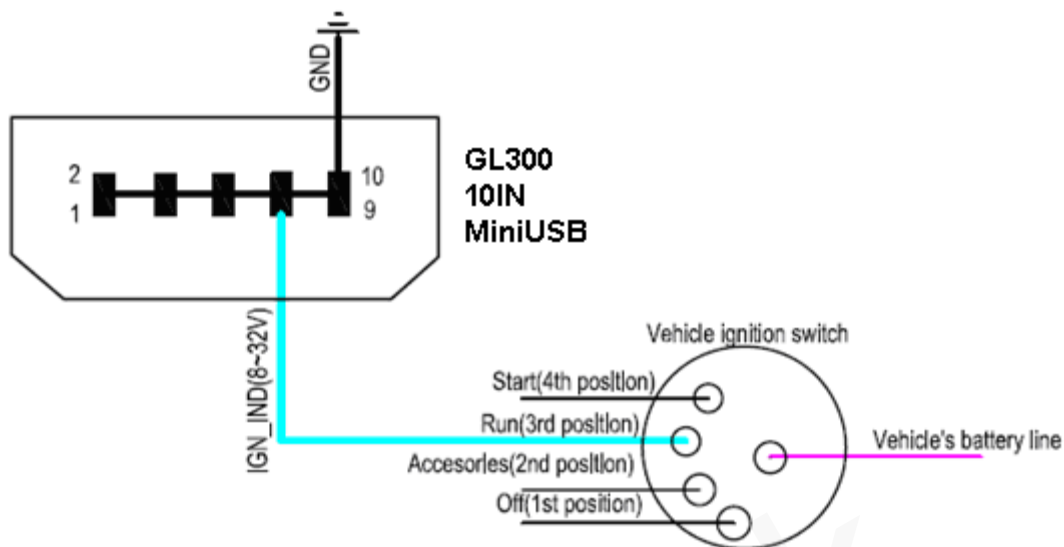 GND
2
10
1
9
GL300
10IN
MiniUSB
IGN_IND(8~32V)
Vehicle ignition switch
Start(4th position)
Run(3rd position)
Accesories(2nd position)
Off(1st position)
Vehicle's battery line